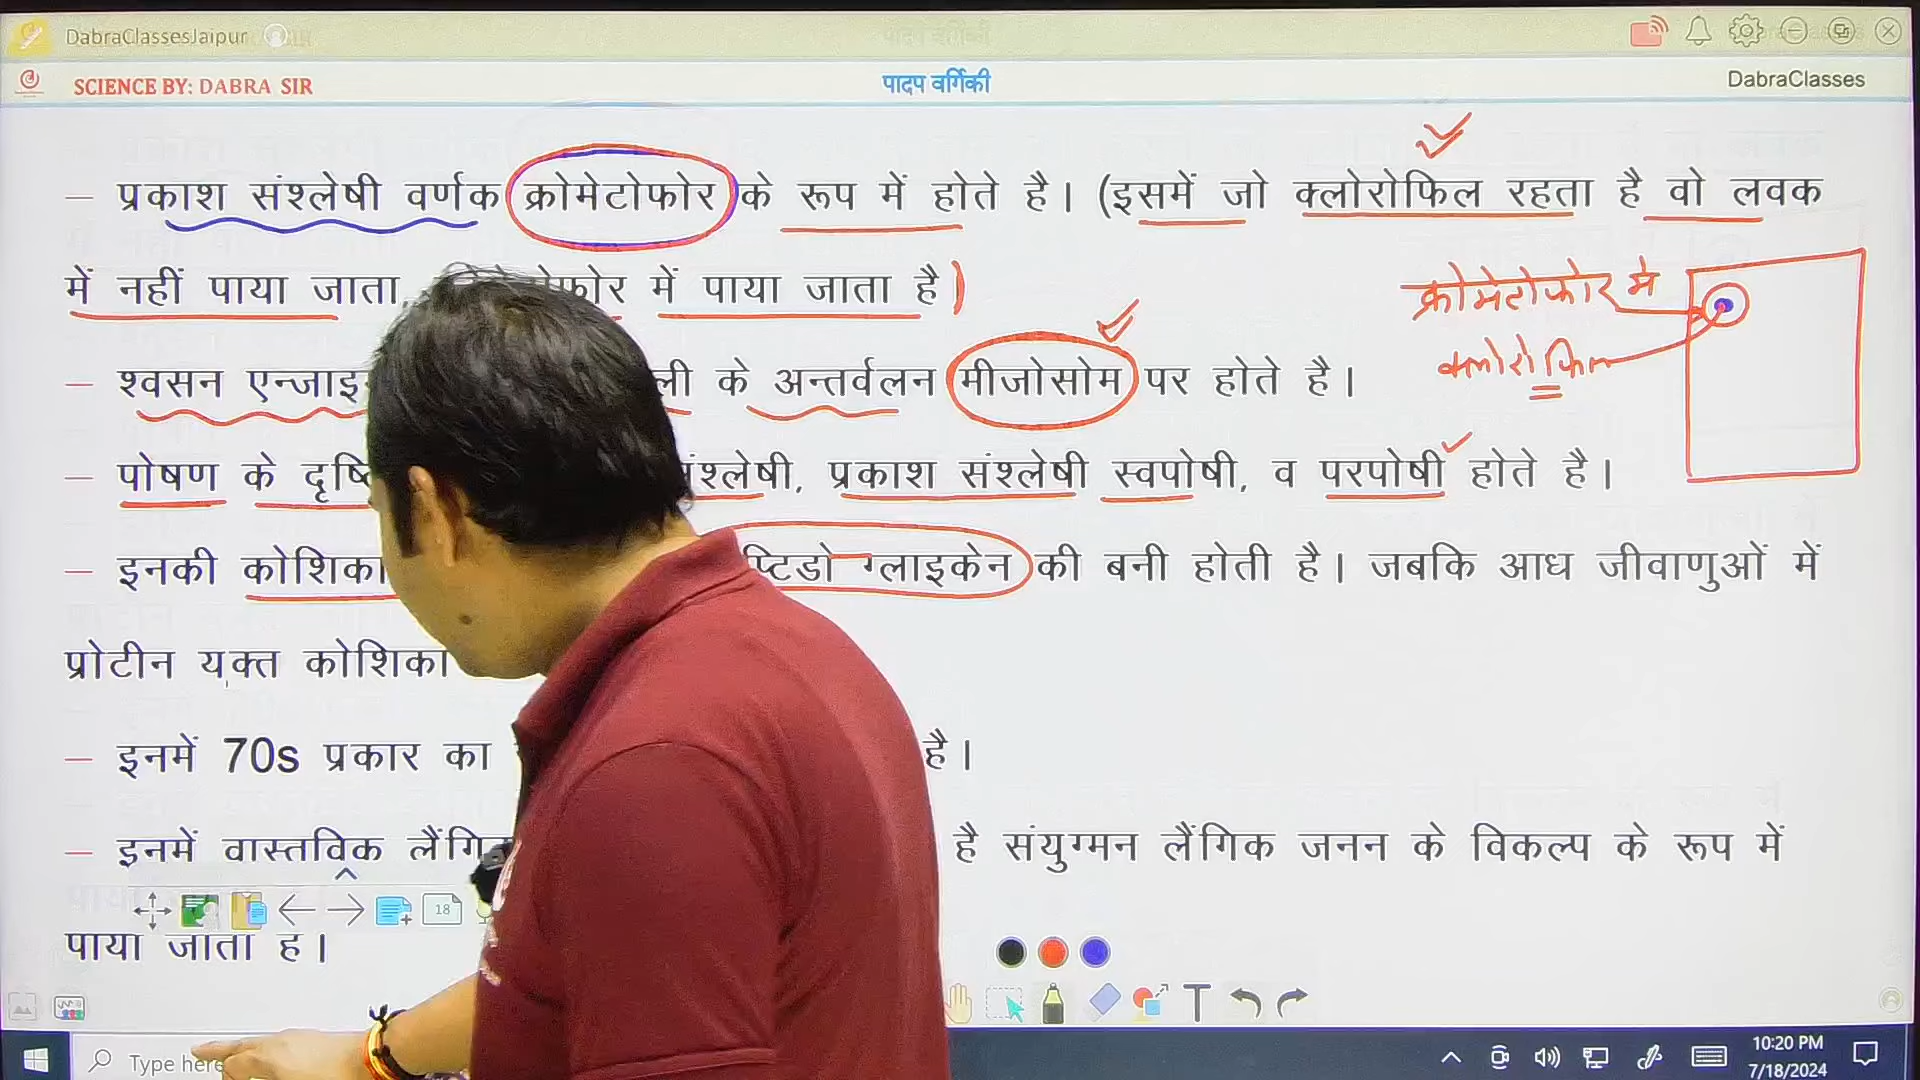 DabraClassesJaipur
SCIENCE BY: DABRA SIR
पादप वर्गिकी
DabraClasses
– प्रकाश संश्लेषी वर्णक क्रोमेटोफोर के रूप में होते है। (इसमें जो क्लोरोफिल रहता है वो लवक
में नहीं पाया जाता, में पाया जाता है)
क्रोमेटोफोर मे
क्लोरोफिल
– श्वसन के अन्तर्वलन मीजोसोम पर होते है।
– पोषण के प्रकाश संश्लेषी स्वपोषी, व परपोषी होते है।
– इनकी ग्लाइकेन की बनी होती है। जबकि आध जीवाणुओं में
प्रोटीन युक्त कोशिका
– इनमें 70s प्रकार का है।
– इनमें वास्तविक है संयुग्मन लैंगिक जनन के विकल्प के रूप में
पाया जाता है।
18
T
Type here
10:20 PM
7/18/2024